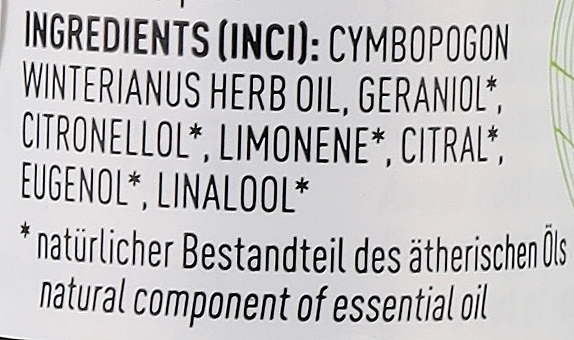 INGREDIENTS (INCI): CYMBOPOGON
WINTERIANUS HERB OIL, GERANIOL*,
CITRONELLOL*, LIMONENE*, CITRAL*,
EUGENOL*, LINALOOL*
* natürlicher Bestandteil des ätherischen Öls
natural component of essential oil